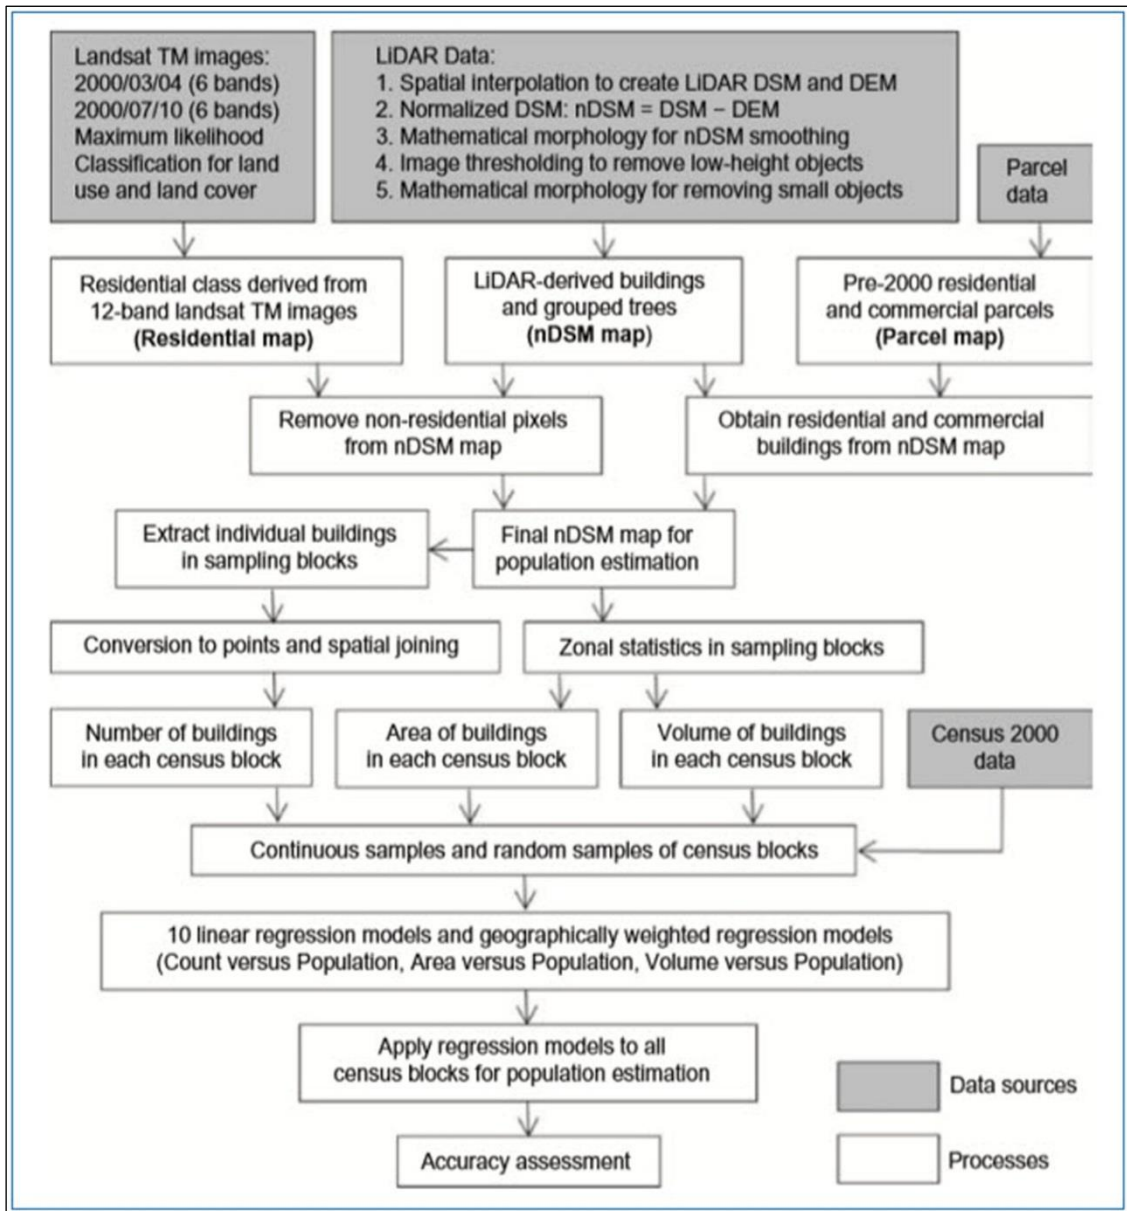 Landsat TM images:
2000/03/04 (6 bands)
2000/07/10 (6 bands)
Maximum likelihood
Classification for land
use and land cover
LiDAR Data:
1. Spatial interpolation to create LiDAR DSM and DEM
2. Normalized DSM: nDSM = DSM – DEM
3. Mathematical morphology for nDSM smoothing
4. Image thresholding to remove low-height objects
5. Mathematical morphology for removing small objects
Parcel
data
Residential class derived from
12-band landsat TM images
(Residential map)
LiDAR-derived buildings
and grouped trees
(nDSM map)
Pre-2000 residential
and commercial parcels
(Parcel map)
Remove non-residential pixels
from nDSM map
Obtain residential and commercial
buildings from nDSM map
Extract individual buildings
in sampling blocks
Final nDSM map for
population estimation
Conversion to points and spatial joining
Zonal statistics in sampling blocks
Number of buildings
in each census block
Area of buildings
in each census block
Volume of buildings
in each census block
Census 2000
data
Continuous samples and random samples of census blocks
10 linear regression models and geographically weighted regression models
(Count versus Population, Area versus Population, Volume versus Population)
Apply regression models to all
census blocks for population estimation
Accuracy assessment
Data sources
Processes